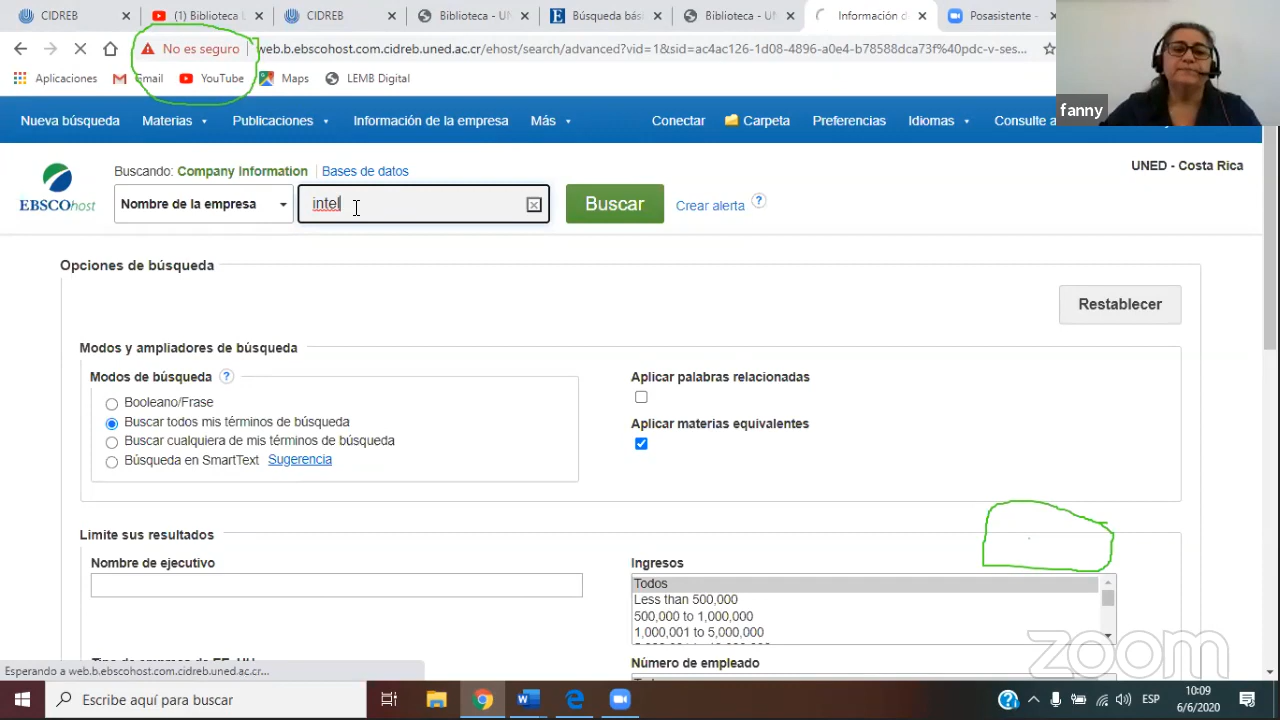 CIDREB
(1) Biblioteca U
CIDREB
Biblioteca - UN
Búsqueda bás
Biblioteca - UN
Información d
Posasistente
No es seguro
web.b.ebscohost.com.cidreb.uned.ac.cr/ehost/search/advanced?vid=1&sid=ac4ac126-1d08-4896-a0e4-b78588dca73f%40pdc-v-ses...
Aplicaciones
Gmail
YouTube
Maps
LEMB Digital
fanny
Nueva búsqueda
Materias
Publicaciones
Información de la empresa
Más
Conectar
Carpeta
Preferencias
Idiomas
Consulte a
EBSCOhost
Buscando: Company Information
Bases de datos
UNED - Costa Rica
Nombre de la empresa
intel
Buscar
Crear alerta
?
Opciones de búsqueda
Restablecer
Modos y ampliadores de búsqueda
Modos de búsqueda ?
Booleano/Frase
Buscar todos mis términos de búsqueda
Buscar cualquiera de mis términos de búsqueda
Búsqueda en SmartText Sugerencia
Aplicar palabras relacionadas
Aplicar materias equivalentes
Limite sus resultados
Nombre de ejecutivo
Ingresos
Todos
Less than 500,000
500,000 to 1,000,000
1,000,001 to 5,000,000
Número de empleado
zoom
Esperando a web.b.ebscohost.com.cidreb.uned.ac.cr...
Escribe aquí para buscar
ESP
10:09
6/6/2020